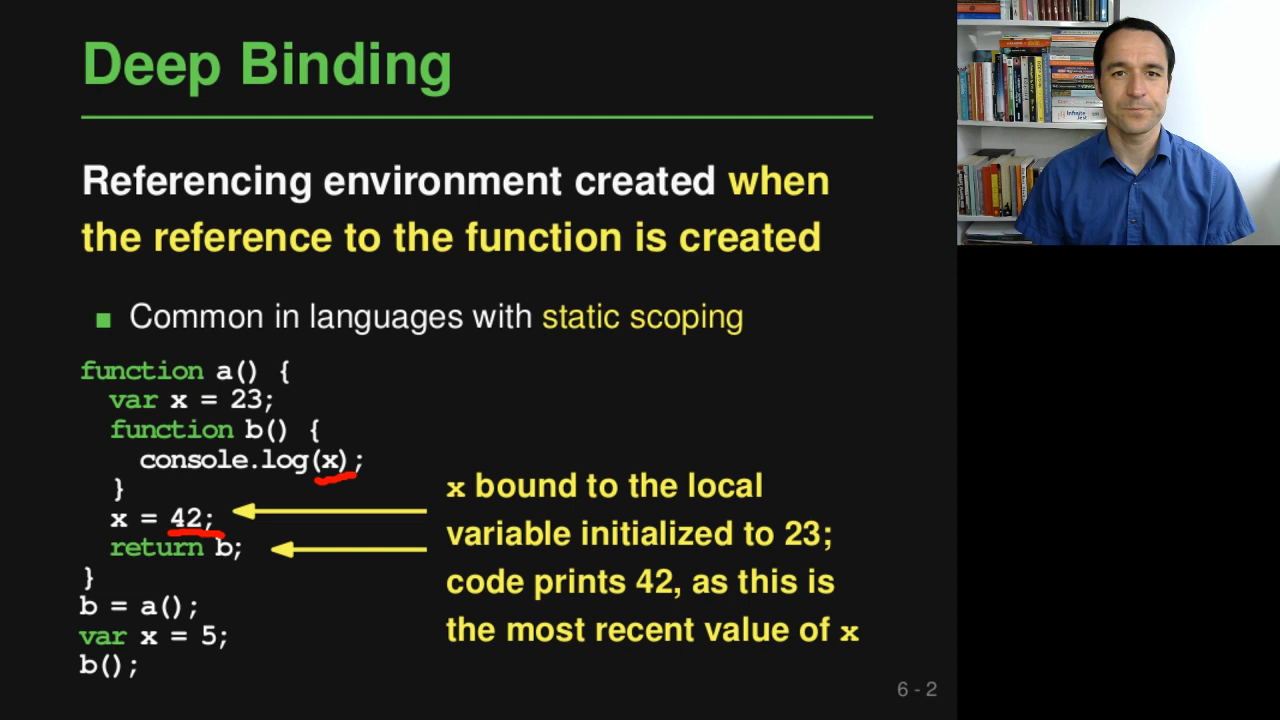 Deep Binding
Referencing environment created when
the reference to the function is created
Common in languages with static scoping
function a() {
var x = 23;
function b() {
console.log(x);
}
x = 42;
return b;
}
b = a();
var x = 5;
b();
x bound to the local
variable initialized to 23;
code prints 42, as this is
the most recent value of x
6 - 2
Infinite
Jest